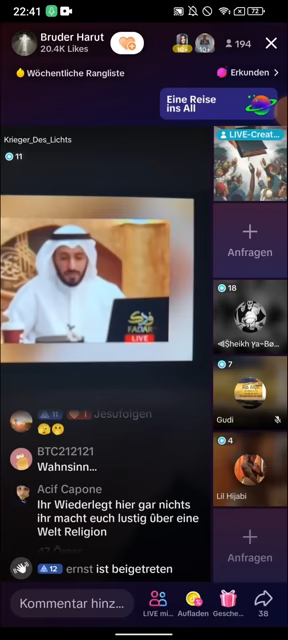 22:41
72
Bruder Harut
20.4K Likes
194
Wöchentliche Rangliste
Erkunden
Eine Reise
ins All
Krieger_Des_Lichts
11
LIVE-Creat...
Anfragen
18
FADAK
LIVE
7
Gudi
4
Lil Hijabi
11 1 Jesufolgen
BTC212121
Wahnsinn...
Acif Capone
Ihr Wiederlegt hier gar nichts
ihr macht euch lustig über eine
Welt Religion
12 ernst ist beigetreten
Anfragen
Kommentar hinz...
LIVE mi...
Aufladen
Gesche...
38